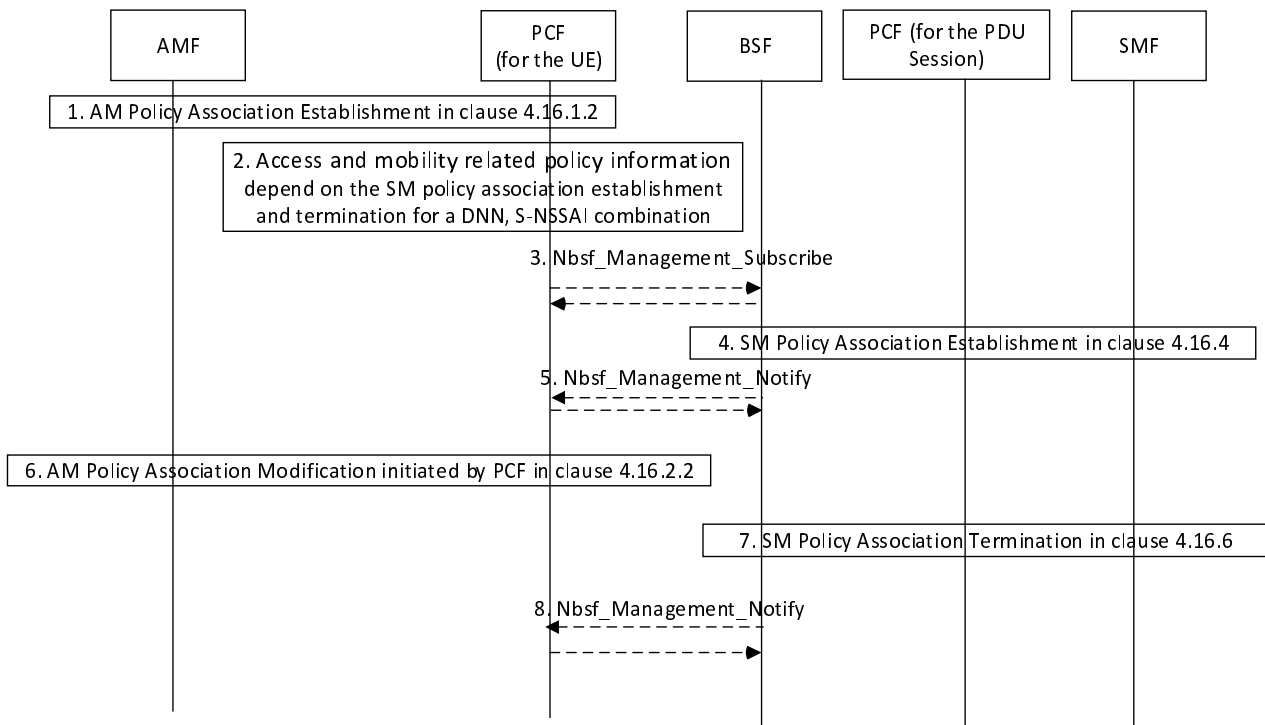 AMF
PCF
(for the UE)
BSF
PCF (for the PDU
Session)
SMF
1. AM Policy Association Establishment in clause 4.16.1.2
2. Access and mobility related policy information
depend on the SM policy association establishment
and termination for a DNN, S-NSSAI combination
3. Nbsf_Management_Subscribe
4. SM Policy Association Establishment in clause 4.16.4
5. Nbsf_Management_Notify
6. AM Policy Association Modification initiated by PCF in clause 4.16.2.2
7. SM Policy Association Termination in clause 4.16.6
8. Nbsf_Management_Notify